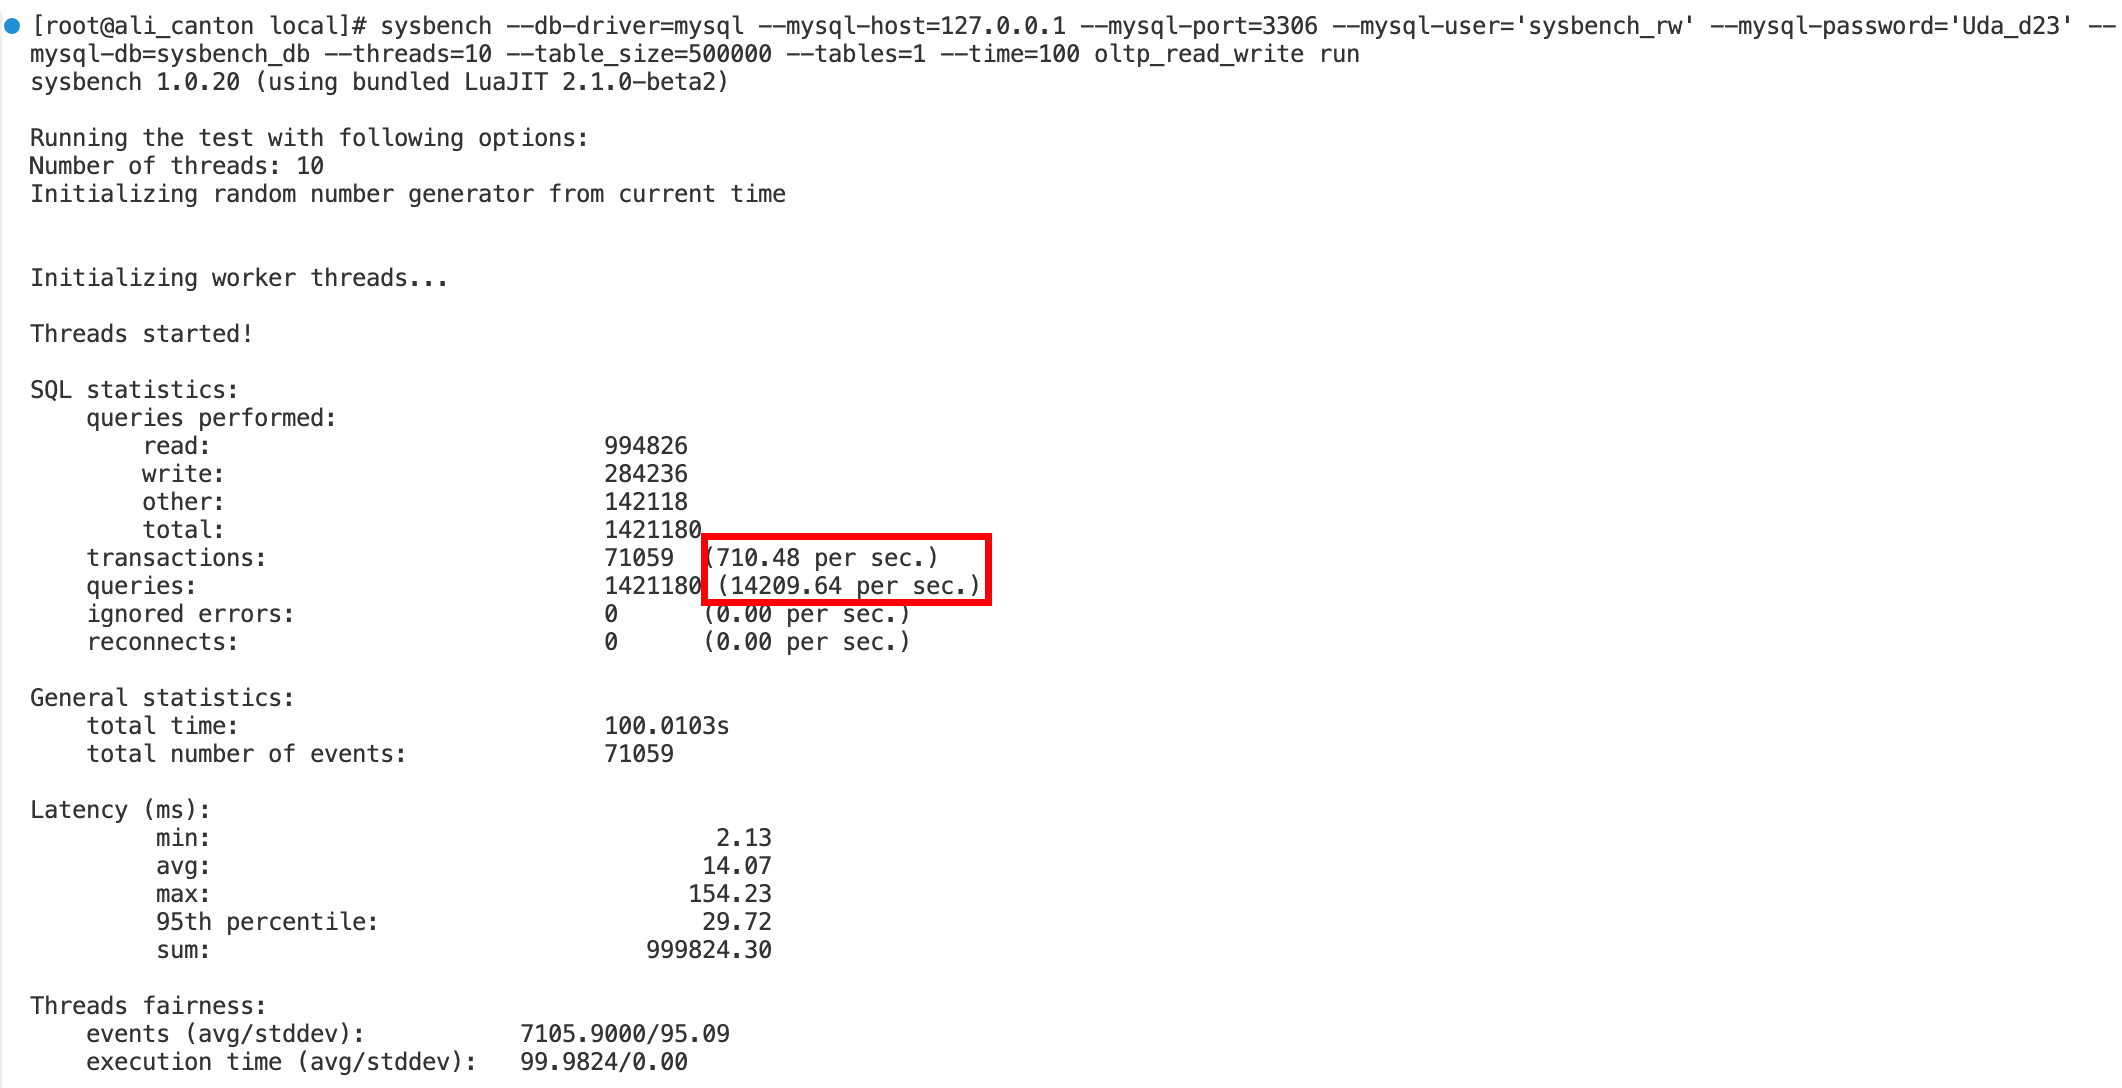 [root@ali_canton local]# sysbench --db-driver=mysql --mysql-host=127.0.0.1 --mysql-port=3306 --mysql-user='sysbench_rw' --mysql-password='Uda_d23' --
mysql-db=sysbench_db --threads=10 --table_size=500000 --tables=1 --time=100 oltp_read_write run
sysbench 1.0.20 (using bundled LuaJIT 2.1.0-beta2)
Running the test with following options:
Number of threads: 10
Initializing random number generator from current time
Initializing worker threads...
Threads started!
SQL statistics:
queries performed:
read: 994826
write: 284236
other: 142118
total: 1421180
transactions: 71059 (710.48 per sec.)
queries: 1421180 (14209.64 per sec.)
ignored errors: 0 (0.00 per sec.)
reconnects: 0 (0.00 per sec.)
General statistics:
total time: 100.0103s
total number of events: 71059
Latency (ms):
min: 2.13
avg: 14.07
max: 154.23
95th percentile: 29.72
sum: 999824.30
Threads fairness:
events (avg/stddev): 7105.9000/95.09
execution time (avg/stddev): 99.9824/0.00